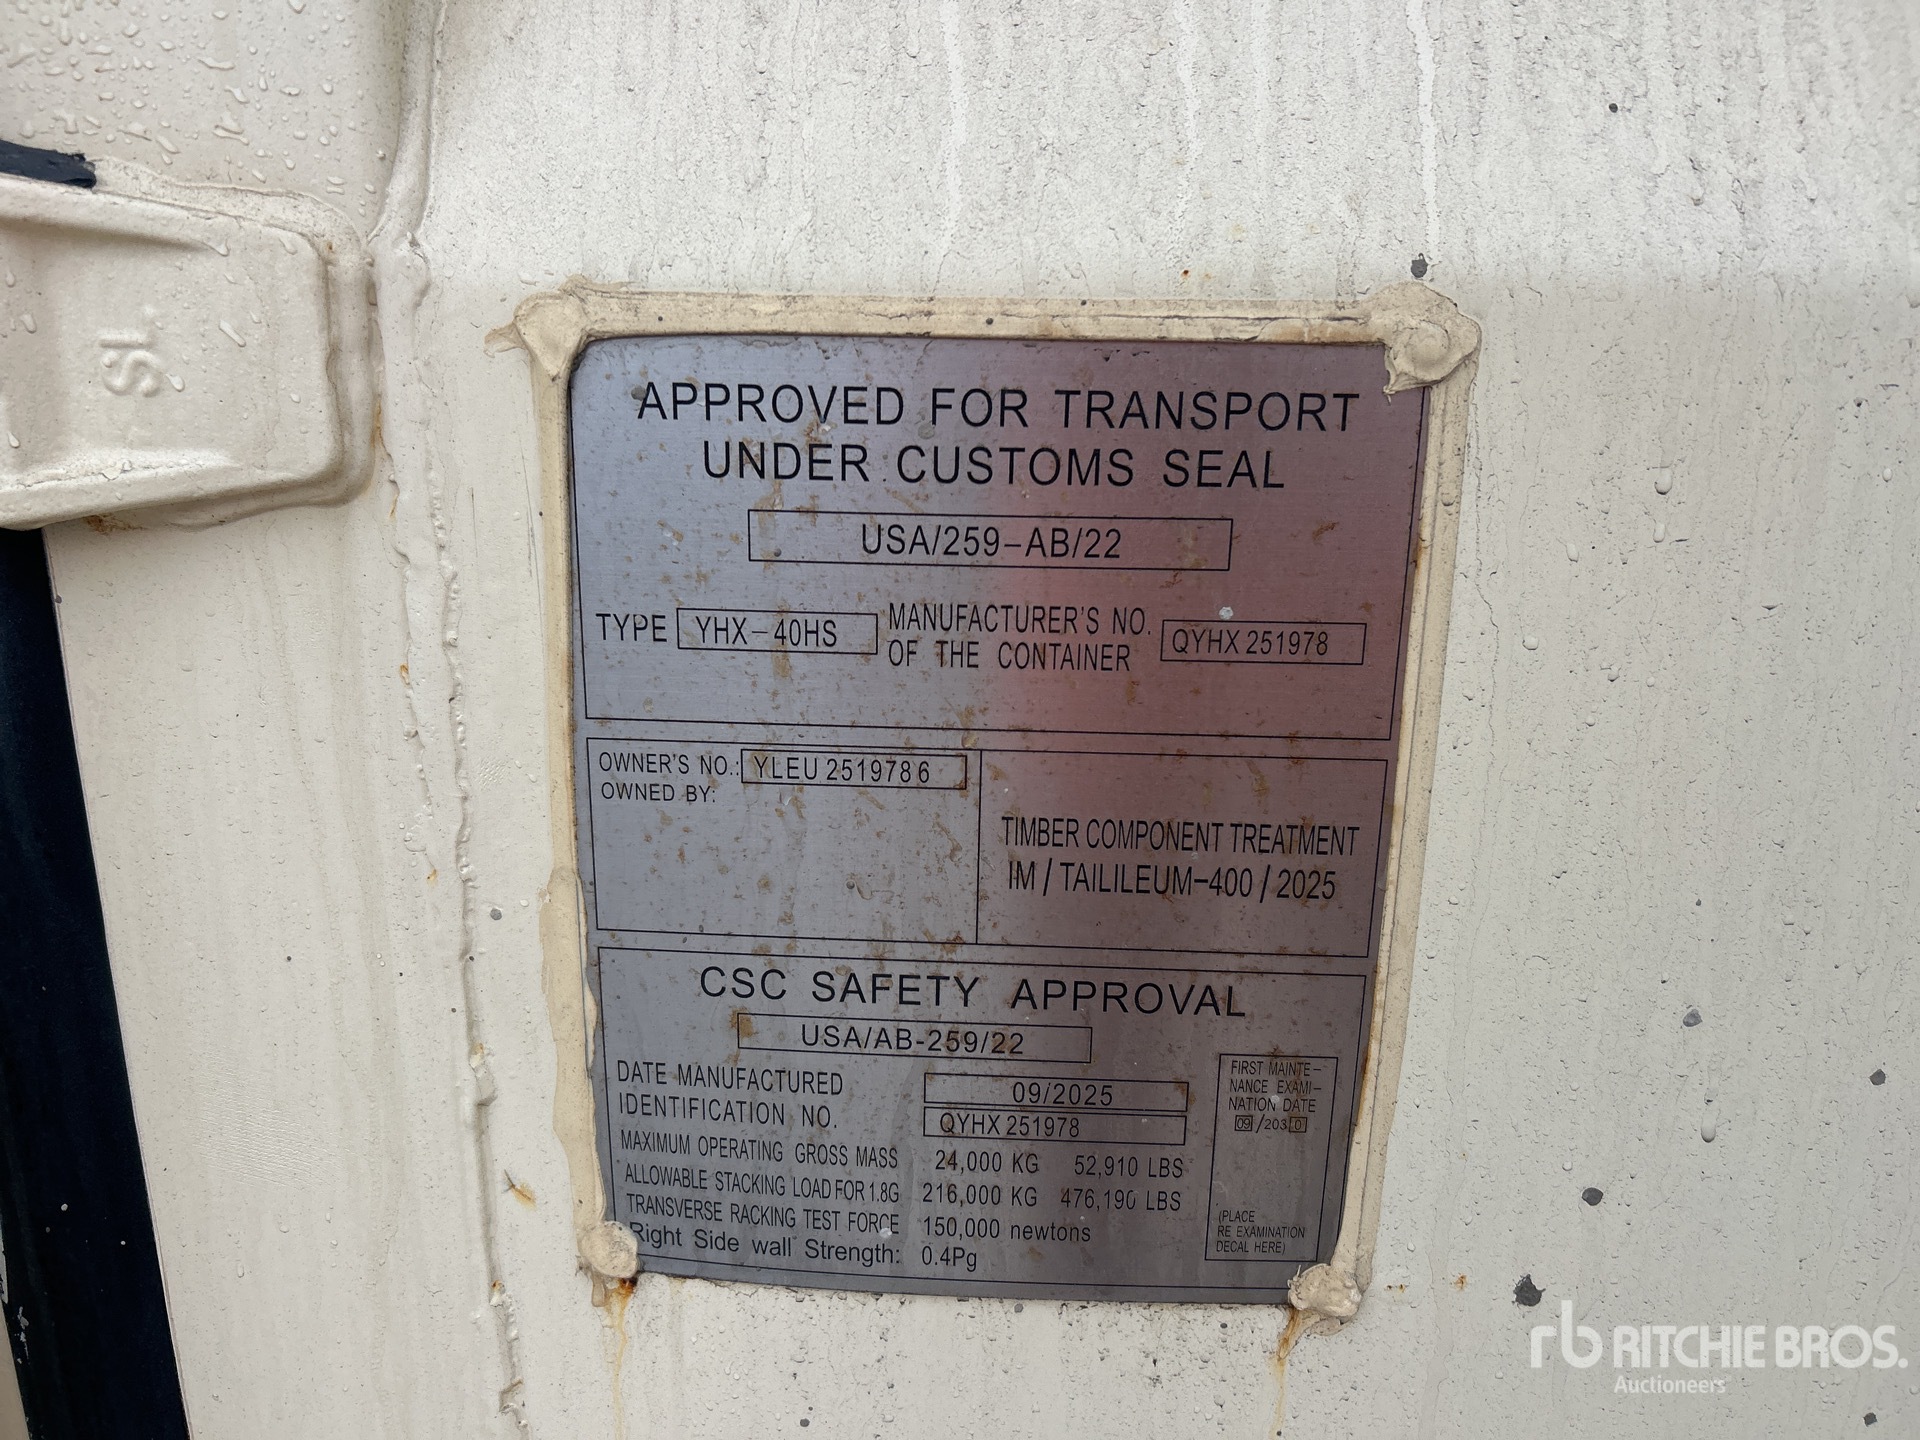 SL.
APPROVED FOR TRANSPORT
UNDER CUSTOMS SEAL
USA/259-AB/22
TYPE YHX-40HS MANUFACTURER'S NO. OF THE CONTAINER QYHX 251978
OWNER'S NO.: YLEU 2519786
OWNED BY:
TIMBER COMPONENT TREATMENT
IM / TAILILEUM-400 / 2025
CSC SAFETY APPROVAL
USA/AB-259/22
DATE MANUFACTURED 09/2025
IDENTIFICATION NO. QYHX 251978
MAXIMUM OPERATING GROSS MASS 24,000 KG 52,910 LBS
ALLOWABLE STACKING LOAD FOR 1.8G 216,000 KG 476,190 LBS
TRANSVERSE RACKING TEST FORCE 150,000 newtons
Right Side wall Strength: 0.4Pg
FIRST MAINTE-
NANCE EXAMI-
NATION DATE
09/2030
(PLACE
RE EXAMINATION
DECAL HERE)
rb RITCHIE BROS.
Auctioneers